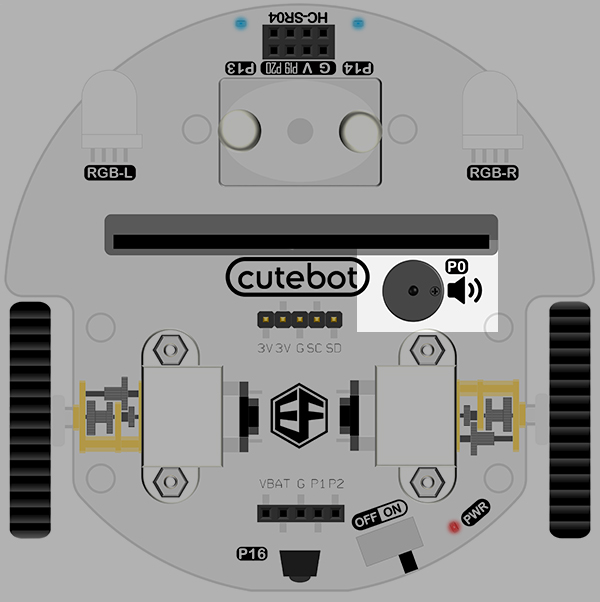 HC-SR04
P13
P19 P20
G V
P14
RGB-L
RGB-R
cutebot
P0
3V 3V G SC SD
EF
VBAT G P1 P2
OFF ON
PWR
P16